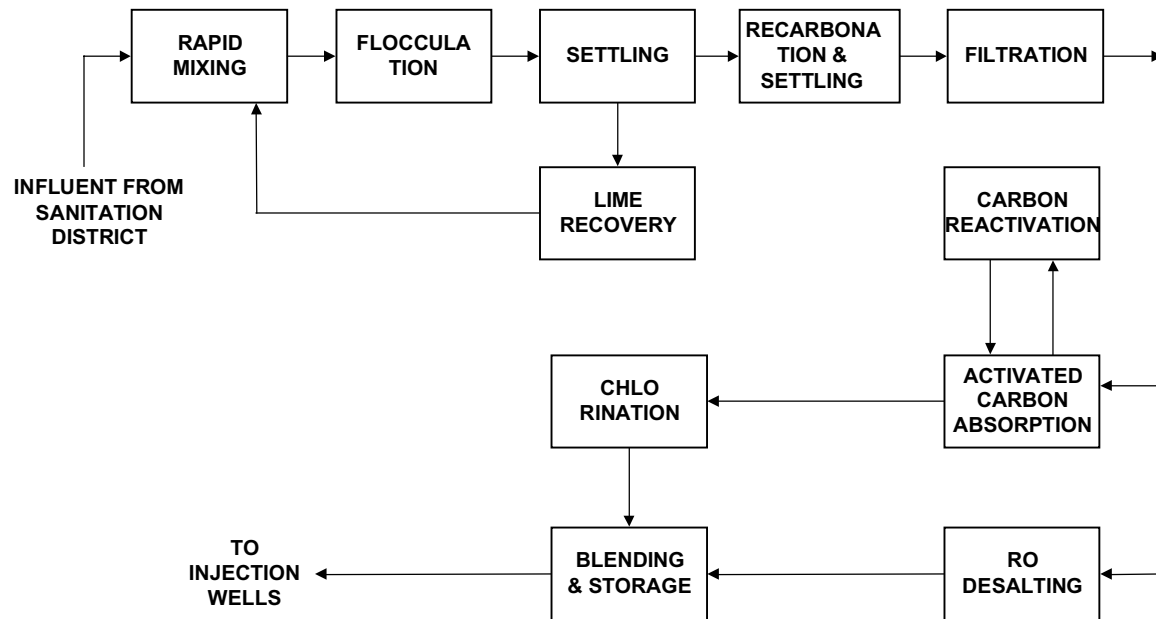 RAPID
MIXING
FLOCCULA
TION
SETTLING
RECARBONA
TION &
SETTLING
FILTRATION
INFLUENT FROM
SANITATION
DISTRICT
LIME
RECOVERY
CARBON
REACTIVATION
CHLO
RINATION
ACTIVATED
CARBON
ABSORPTION
TO
INJECTION
WELLS
BLENDING
& STORAGE
RO
DESALTING